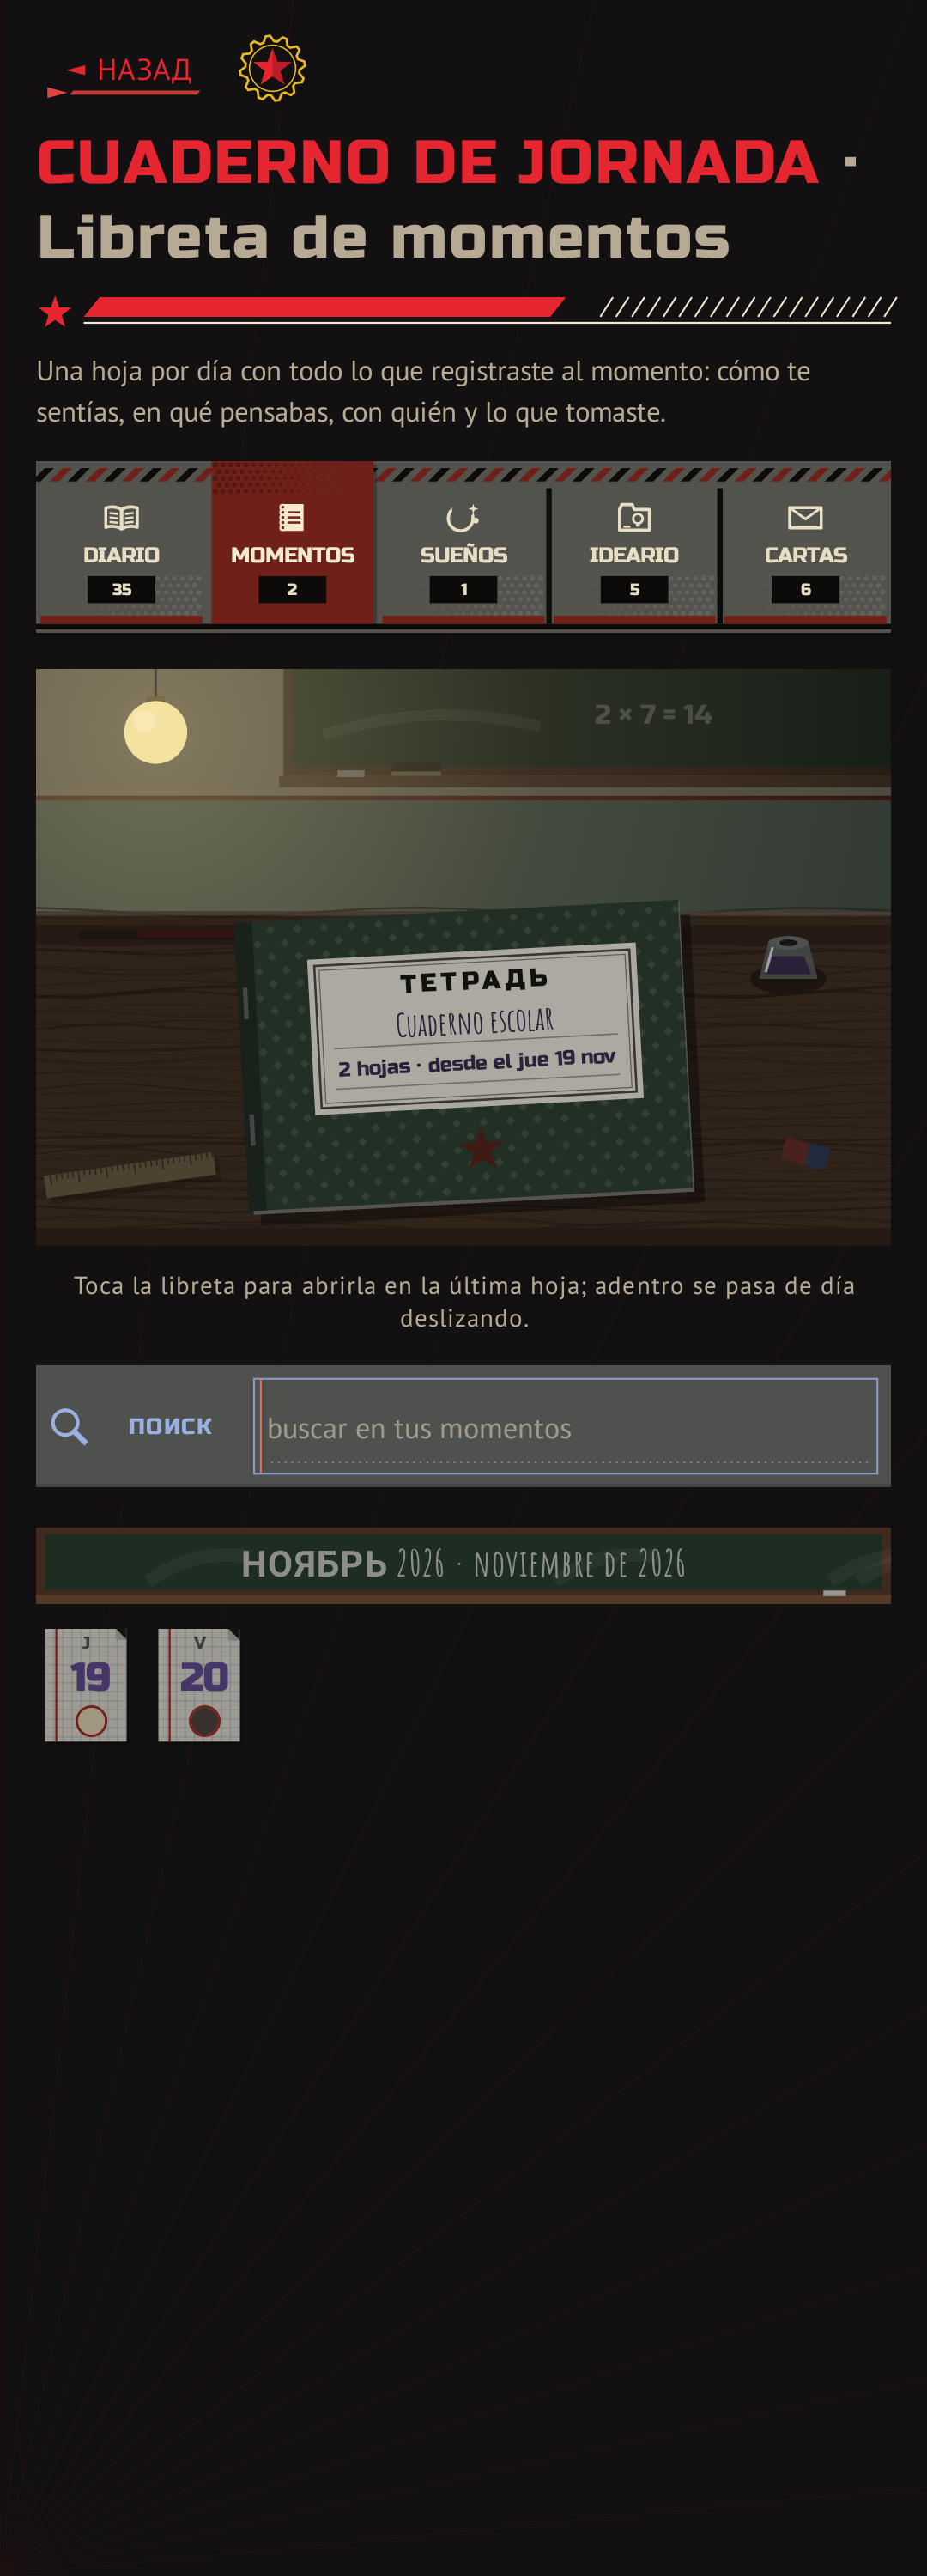 НАЗАД
CUADERNO DE JORNADA ·
Libreta de momentos
Una hoja por día con todo lo que registraste al momento: cómo te
sentías, en qué pensabas, con quién y lo que tomaste.
DIARIO
35
MOMENTOS
2
SUEÑOS
1
IDEARIO
5
CARTAS
6
2 × 7 = 14
ТЕТРАДЬ
Cuaderno escolar
2 hojas · desde el jue 19 nov
Toca la libreta para abrirla en la última hoja; adentro se pasa de día
deslizando.
ПОИСК
buscar en tus momentos
НОЯБРЬ 2026 · noviembre de 2026
J
19
V
20